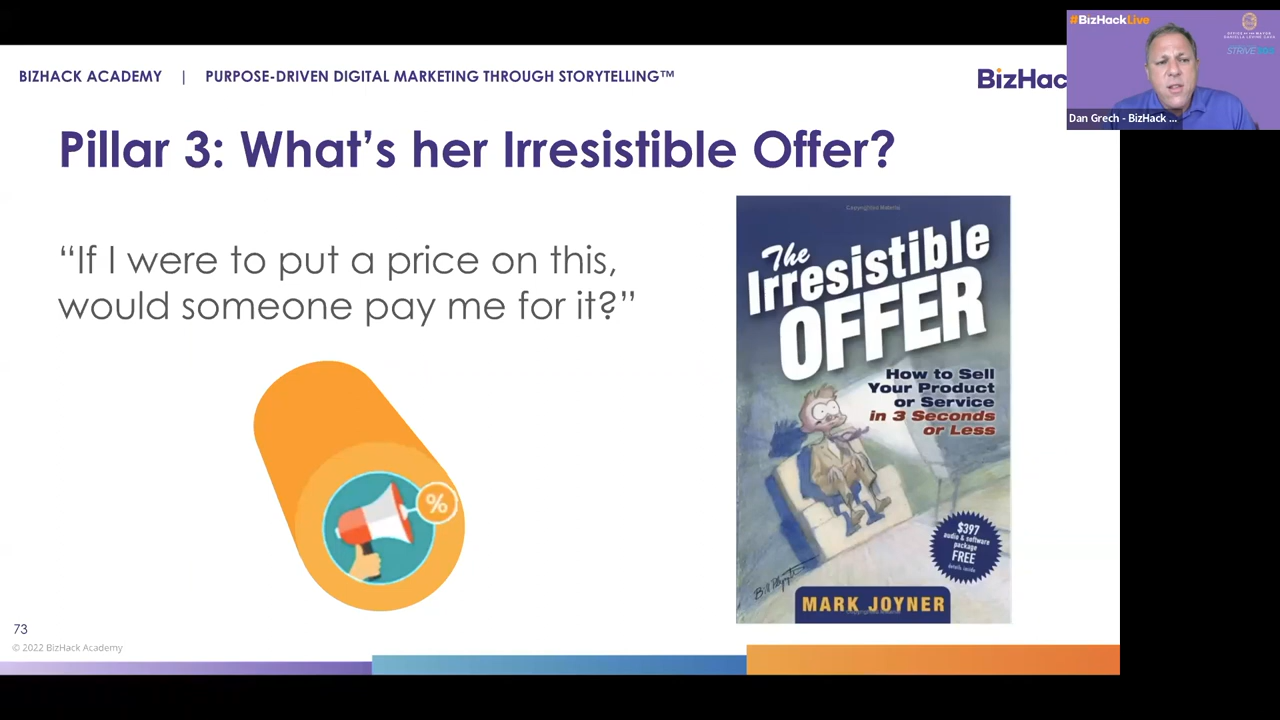 BIZHACK ACADEMY | PURPOSE-DRIVEN DIGITAL MARKETING THROUGH STORYTELLING™
BizHac
#BizHackLive
STRIVE305
Dan Grech - BizHack ...
Pillar 3: What's her Irresistible Offer?
“If I were to put a price on this,
would someone pay me for it?”
%
The
Irresistible
OFFER
How to Sell
Your Product
or Service
in 3 Seconds
or Less
$397
audio & software
package
FREE
details inside
MARK JOYNER
73
© 2022 BizHack Academy